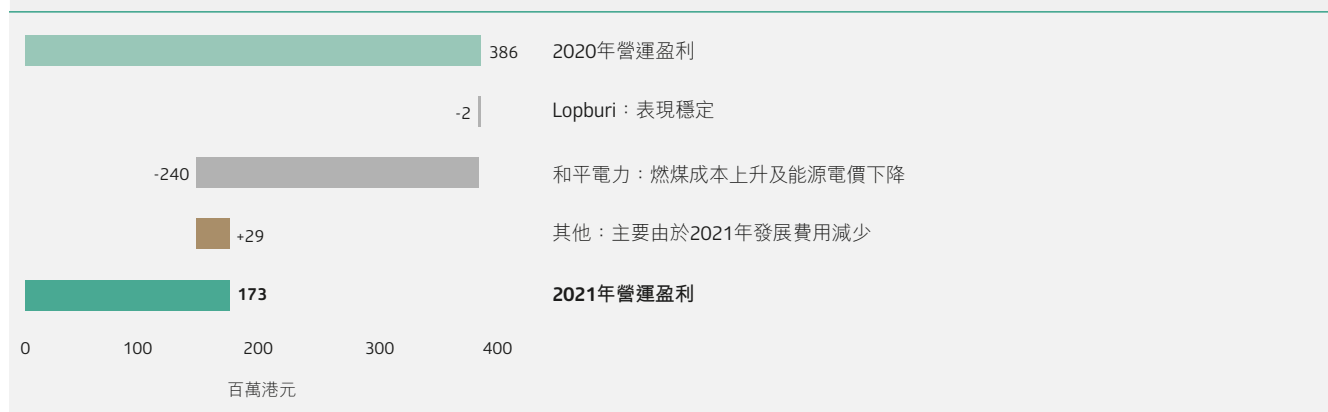 386 2020年營運盈利
-2 Lopburi：表現穩定
-240 和平電力：燃煤成本上升及能源電價下降
+29 其他：主要由於2021年發展費用減少
173 2021年營運盈利
0 100 200 300 400
百萬港元